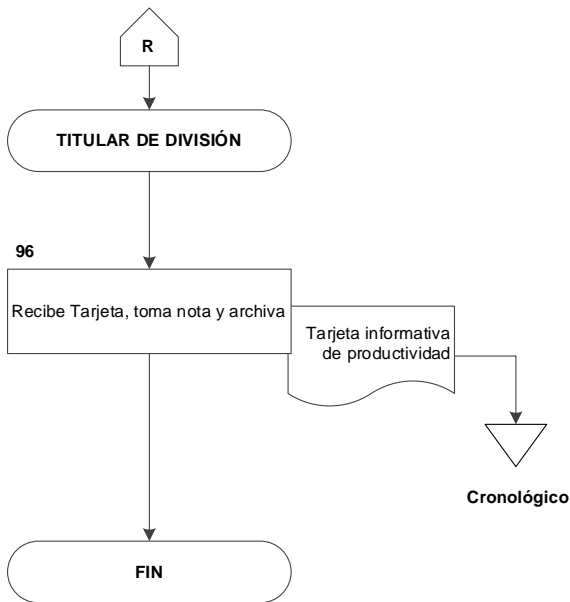 R
TITULAR DE DIVISIÓN
96
Recibe Tarjeta, toma nota y archiva
Tarjeta informativa
de productividad
Cronológico
FIN